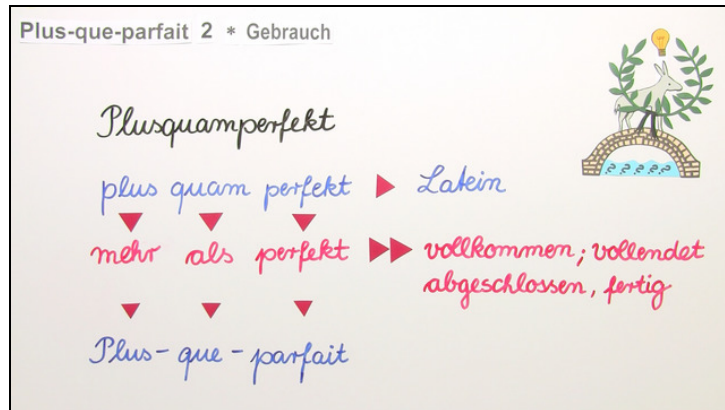 Plus-que-parfait 2 * Gebrauch
Plusquamperfekt
plus quam perfekt ▶ Latein
mehr als perfekt ▶▶ vollkommen; vollendet
abgeschlossen, fertig
Plus-que-parfait
? ? ? ? ?